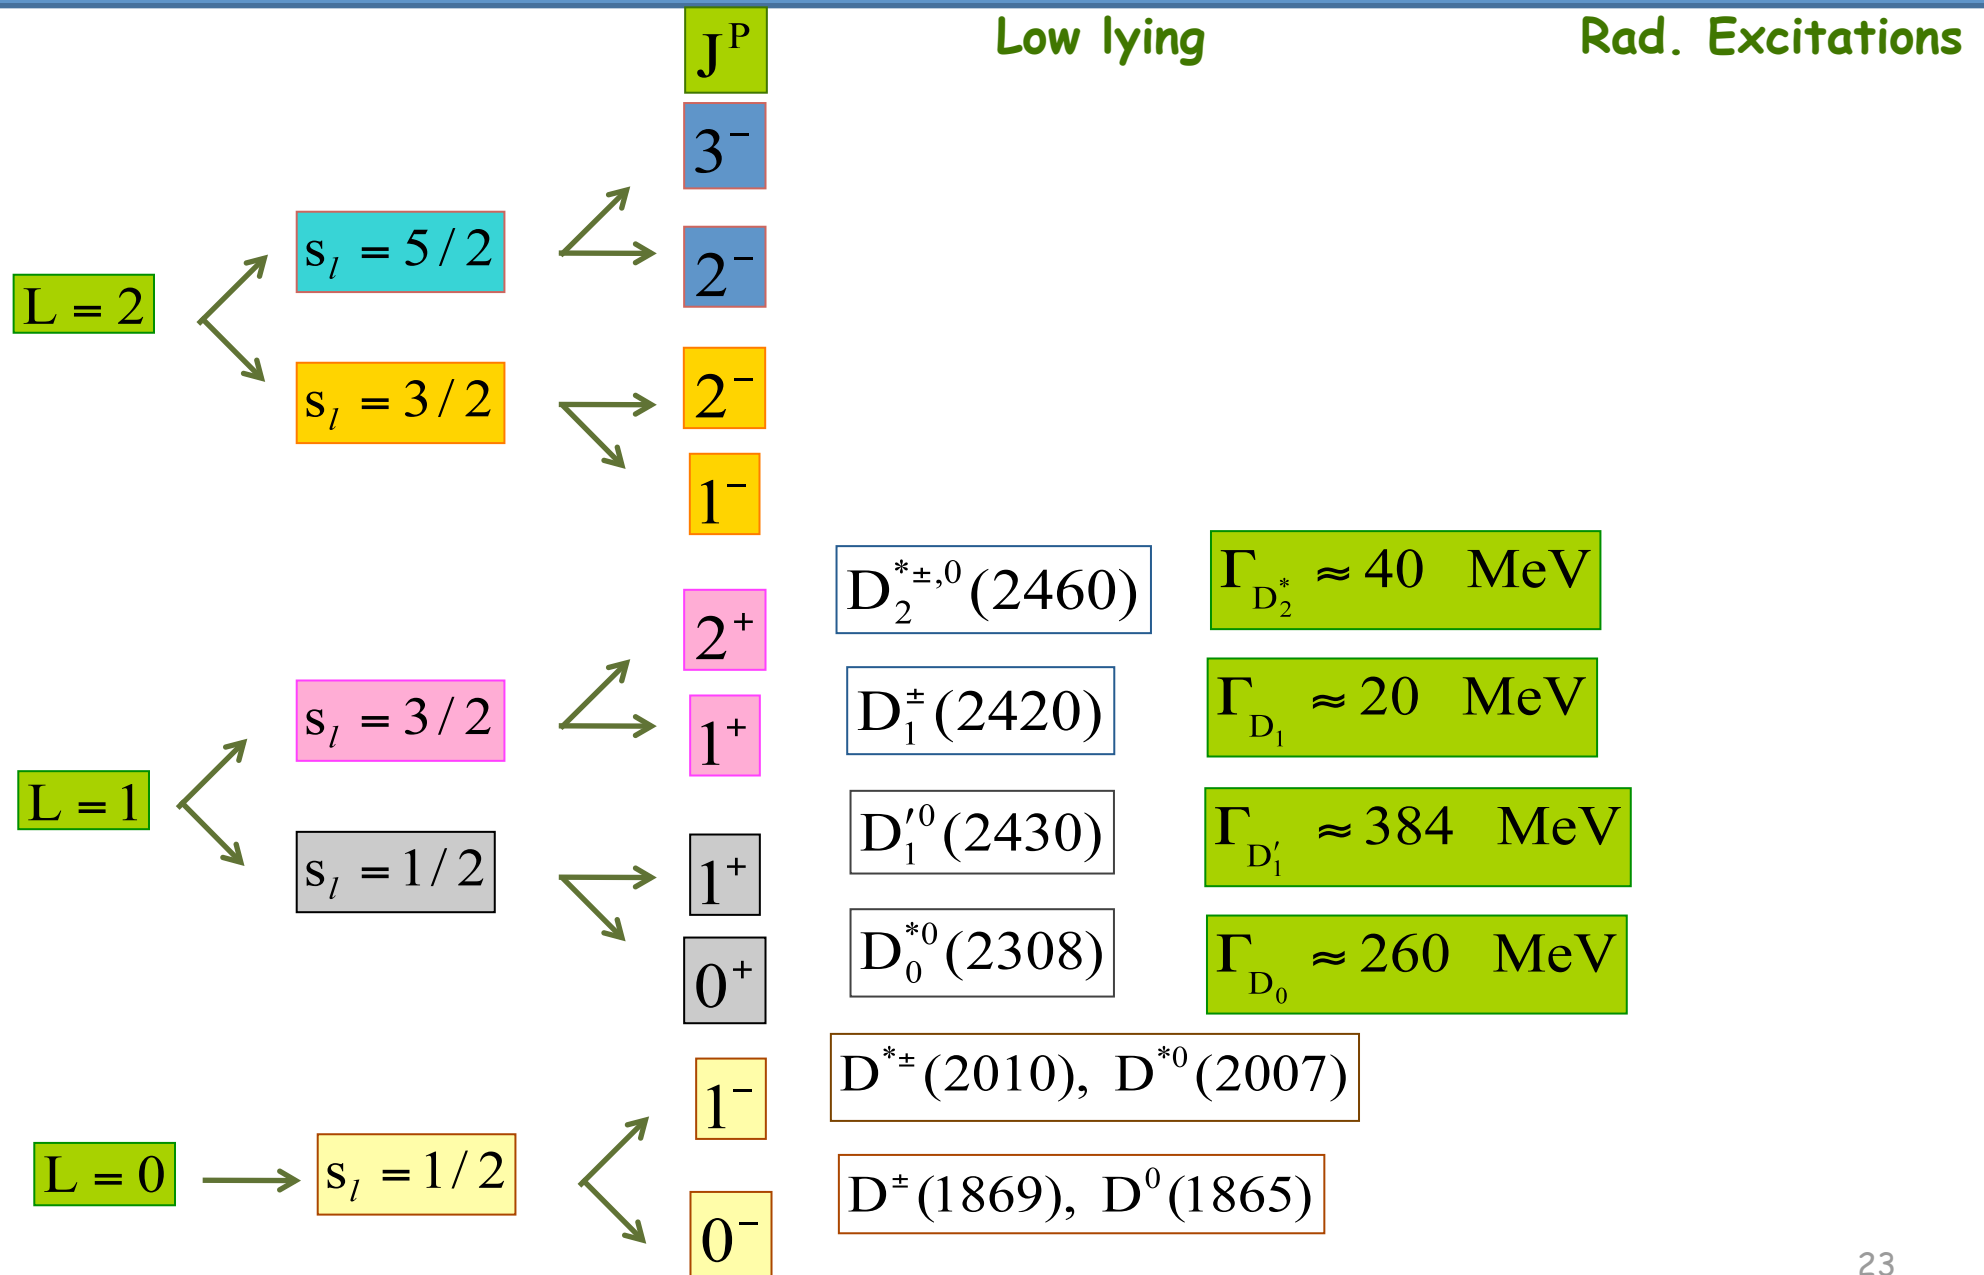 J^P Low lying Rad. Excitations
3^−
s_l = 5/2
2^−
L = 2
s_l = 3/2
2^−
1^−
D_2^{*±,0}(2460) Γ_{D_2^*} ≈ 40 MeV
2^+
s_l = 3/2
1^+ D_1^±(2420) Γ_{D_1} ≈ 20 MeV
L = 1
s_l = 1/2
1^+ D_1^{′0}(2430) Γ_{D_1′} ≈ 384 MeV
0^+ D_0^{*0}(2308) Γ_{D_0} ≈ 260 MeV
1^− D^{*±}(2010), D^{*0}(2007)
L = 0 s_l = 1/2
0^− D^±(1869), D^0(1865)
23